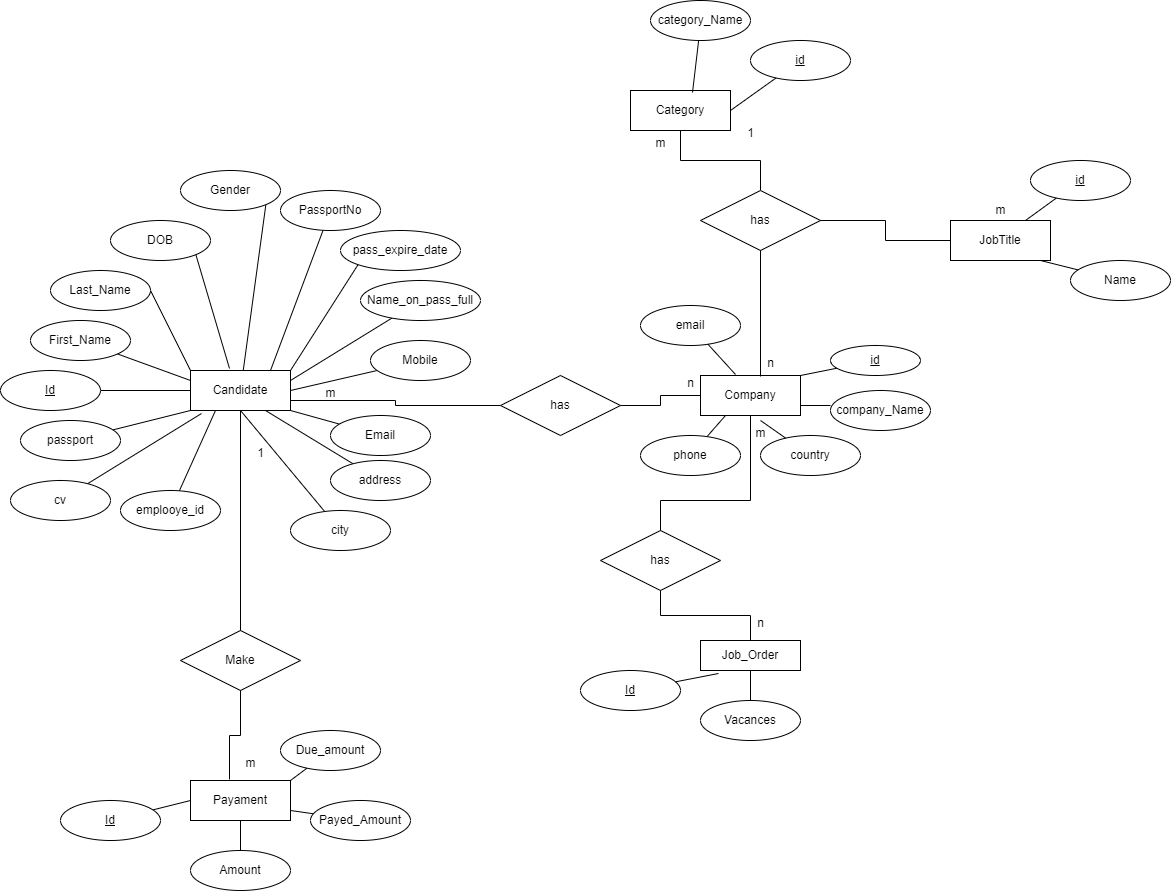 category_Name
id
Category
m
1
id
m
has
JobTitle
Name
Gender
PassportNo
DOB
pass_expire_date
Last_Name
Name_on_pass_full
First_Name
Mobile
Id
Candidate
m
has
n
passport
Email
1
address
cv
emplooye_id
city
email
n
id
Company
company_Name
phone
m
country
has
n
Job_Order
Id
Vacances
Make
m
Due_amount
Payament
Id
Payed_Amount
Amount